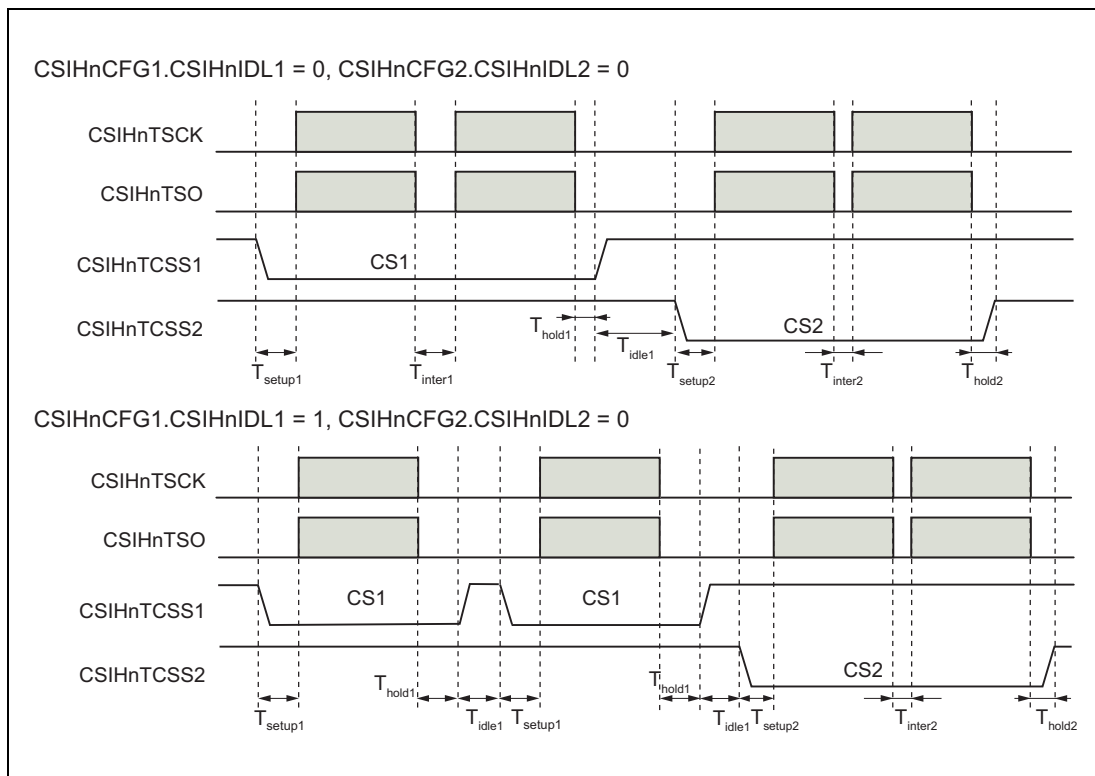 CSIHnCFG1.CSIHnIDL1 = 0, CSIHnCFG2.CSIHnIDL2 = 0
CSIHnTSCK
CSIHnTSO
CSIHnTCSS1
CS1
CSIHnTCSS2
CS2
Tsetup1
Tinter1
Thold1
Tidle1
Tsetup2
Tinter2
Thold2
CSIHnCFG1.CSIHnIDL1 = 1, CSIHnCFG2.CSIHnIDL2 = 0
CSIHnTSCK
CSIHnTSO
CSIHnTCSS1
CS1
CS1
CSIHnTCSS2
CS2
Tsetup1
Thold1
Tidle1
Tsetup1
Thold1
Tidle1
Tsetup2
Tinter2
Thold2